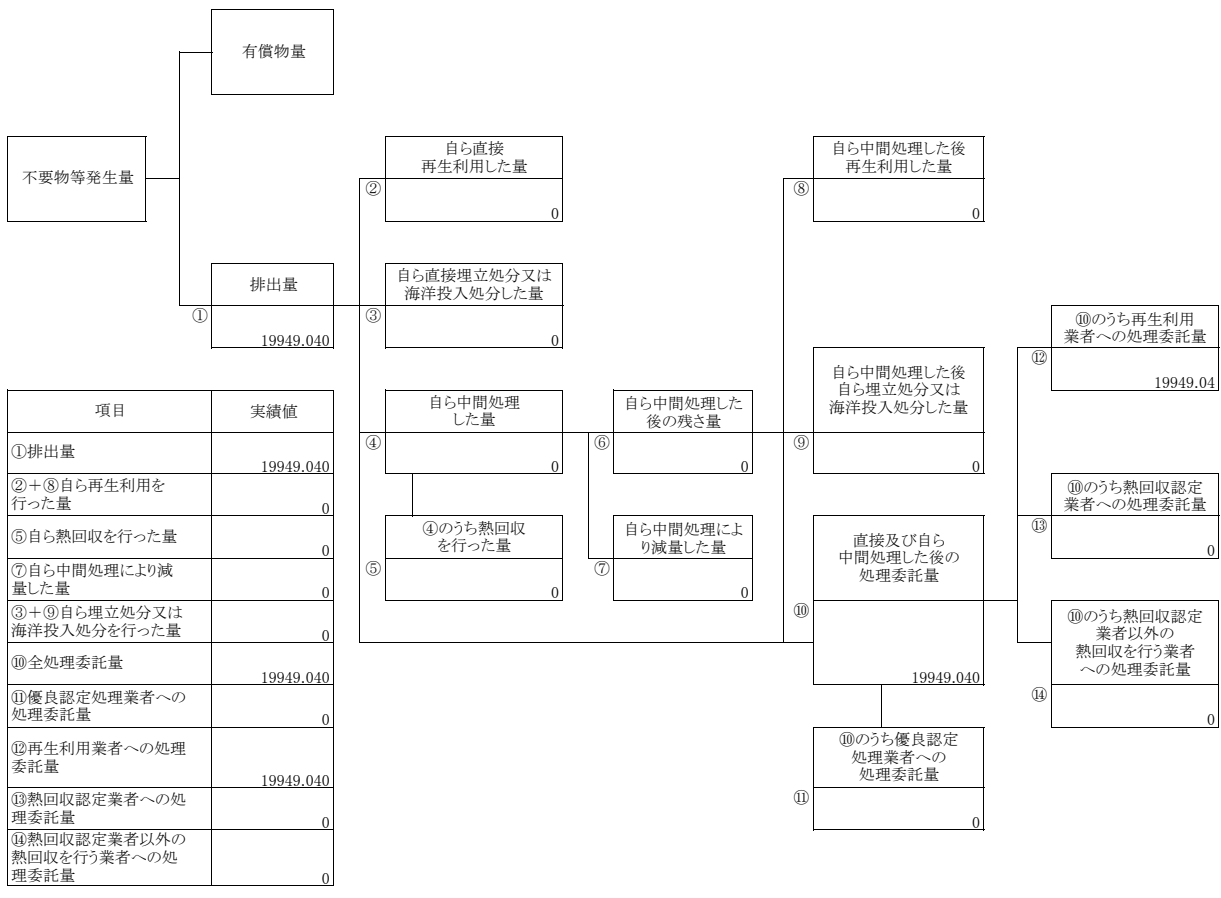 有償物量
不要物等発生量
自ら直接
再生利用した量
②
0
自ら中間処理した後
再生利用した量
⑧
0
排出量
①
19949.040
自ら直接埋立処分又は
海洋投入処分した量
③
0
⑩のうち再生利用
業者への処理委託量
⑫
19949.04
自ら中間処理
した量
④
0
自ら中間処理した
後の残さ量
⑥
0
自ら中間処理した後
自ら埋立処分又は
海洋投入処分した量
⑨
0
⑩のうち熱回収認定
業者への処理委託量
⑬
0
④のうち熱回収
を行った量
⑤
0
自ら中間処理によ
り減量した量
⑦
0
直接及び自ら
中間処理した後の
処理委託量
⑩
19949.040
⑩のうち熱回収認定
業者以外の
熱回収を行う業者
への処理委託量
⑭
0
⑩のうち優良認定
処理業者への
処理委託量
⑪
0
項目 実績値
①排出量
19949.040
②＋⑧自ら再生利用を
行った量
0
⑤自ら熱回収を行った量
0
⑦自ら中間処理により減
量した量
0
③＋⑨自ら埋立処分又は
海洋投入処分を行った量
0
⑩全処理委託量
19949.040
⑪優良認定処理業者への
処理委託量
0
⑫再生利用業者への処理
委託量
19949.040
⑬熱回収認定業者への処
理委託量
0
⑭熱回収認定業者以外の
熱回収を行う業者への処
理委託量
0